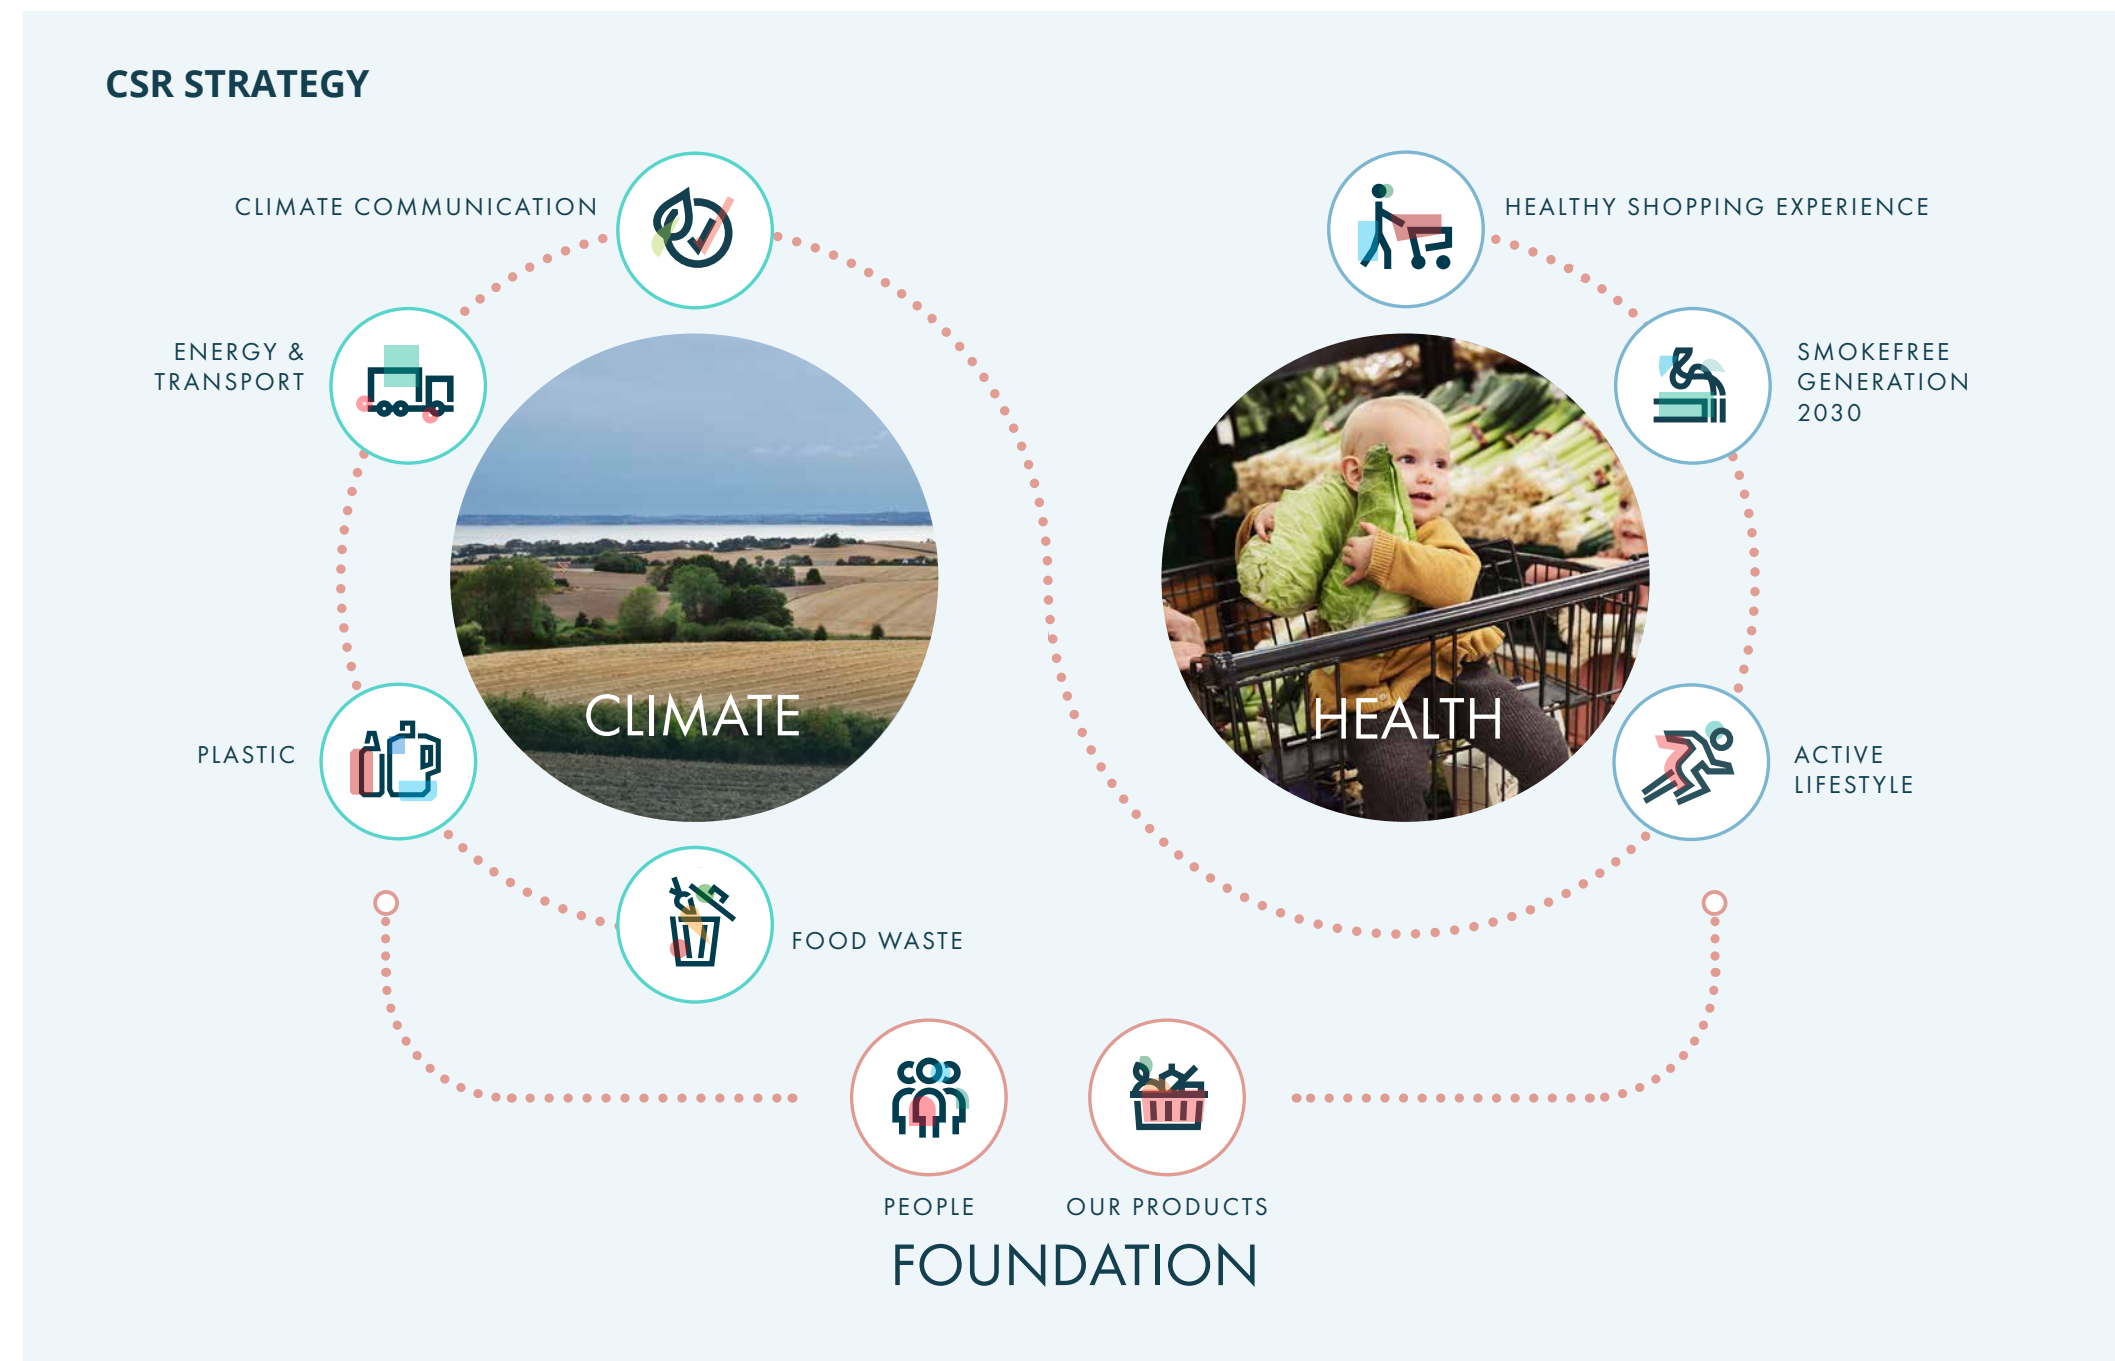 CSR STRATEGY
CLIMATE COMMUNICATION
ENERGY &
TRANSPORT
PLASTIC
FOOD WASTE
CLIMATE
HEALTHY SHOPPING EXPERIENCE
SMOKEFREE
GENERATION
2030
ACTIVE
LIFESTYLE
HEALTH
PEOPLE
OUR PRODUCTS
FOUNDATION